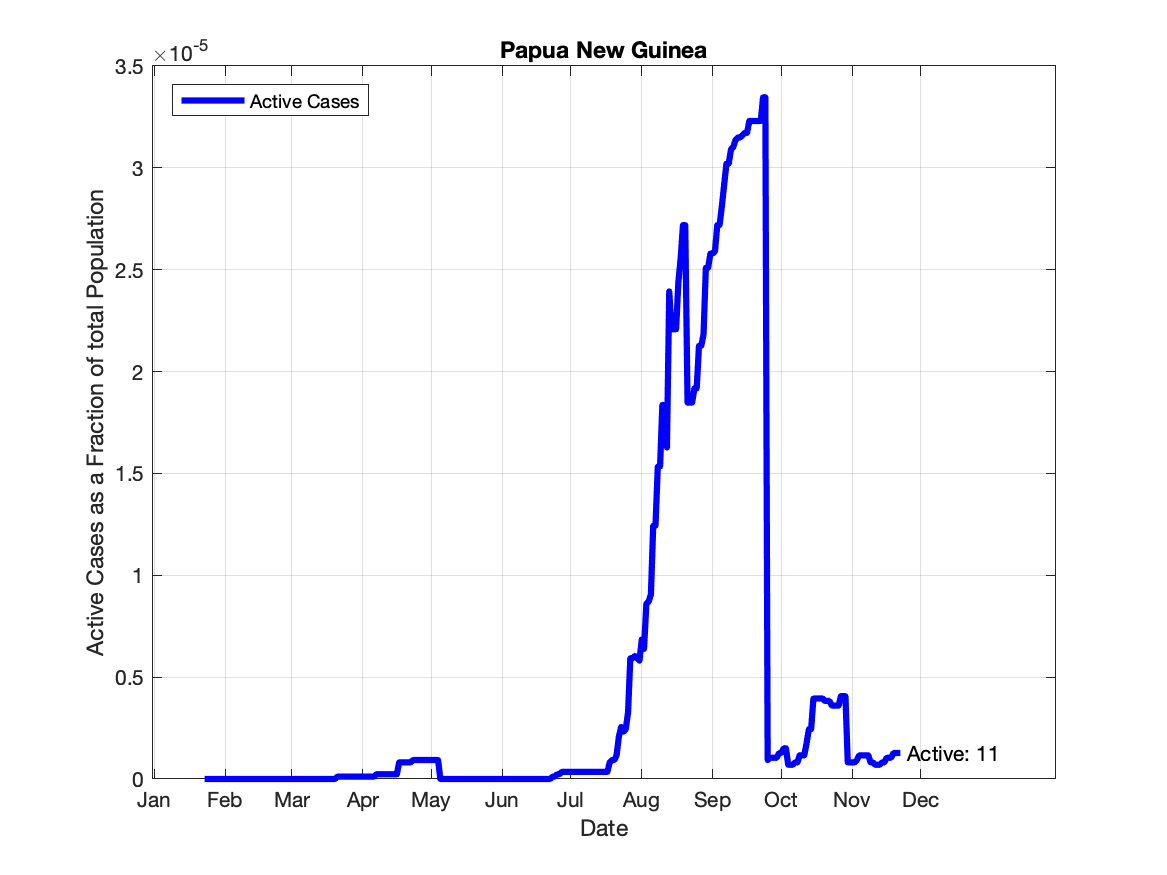 Papua New Guinea
×10^-5
Active Cases
3.5
3
2.5
2
1.5
1
0.5
0
Active Cases as a Fraction of total Population
Active: 11
Jan Feb Mar Apr May Jun Jul Aug Sep Oct Nov Dec
Date